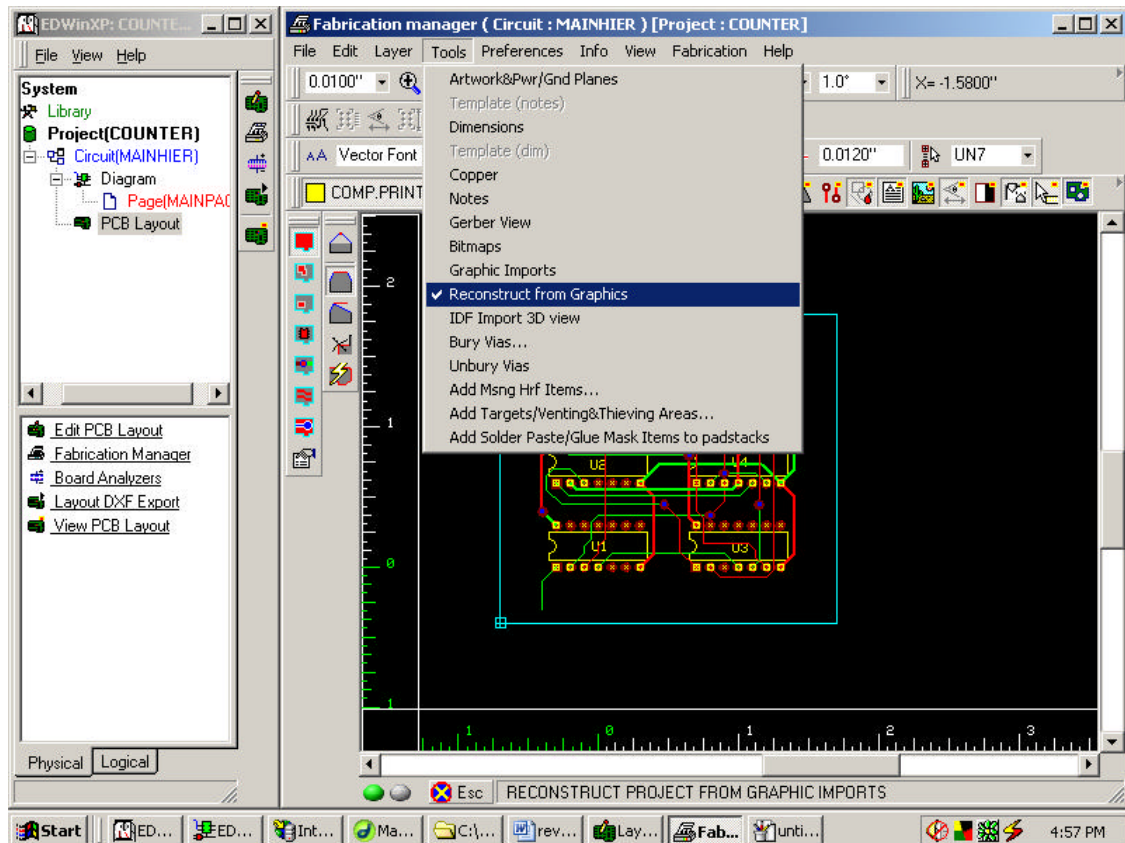 EDWinXP: COUNTE...
File View Help
System
Library
Project(COUNTER)
Circuit(MAINHIER)
Diagram
Page(MAINPA
PCB Layout
Edit PCB Layout
Fabrication Manager
Board Analyzers
Layout DXF Export
View PCB Layout
Physical Logical
Fabrication manager ( Circuit : MAINHIER ) [Project : COUNTER]
File Edit Layer Tools Preferences Info View Fabrication Help
0.0100" 1.0° X= -1.5800"
AA Vector Font 0.0120" UN7
COMP.PRINT
Artwork&Pwr/Gnd Planes
Template (notes)
Dimensions
Template (dim)
Copper
Notes
Gerber View
Bitmaps
Graphic Imports
Reconstruct from Graphics
IDF Import 3D view
Bury Vias...
Unbury Vias
Add Msng Hrf Items...
Add Targets/Venting&Thieving Areas...
Add Solder Paste/Glue Mask Items to padstacks
2
1
0
1
U2 U4
U1 U3
1 0 1 2 3
Esc RECONSTRUCT PROJECT FROM GRAPHIC IMPORTS
Start ED... ED... Int... Ma... C:\... rev... Lay... Fab... unti... 4:57 PM